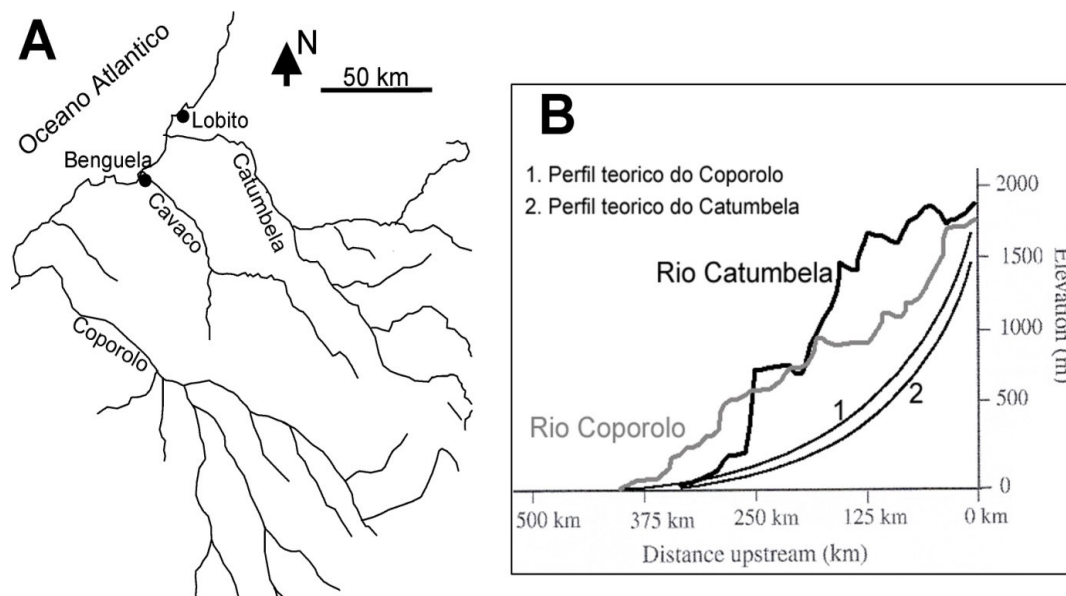 A
Oceano Atlantico
N
50 km
Lobito
Benguela
Catumbela
Cavaco
Coporolo
B
1. Perfil teorico do Coporolo
2. Perfil teorico do Catumbela
2000
Rio Catumbela
1500
Elevation (m)
1000
1
2
500
Rio Coporolo
0
500 km
375 km
250 km
125 km
0 km
Distance upstream (km)